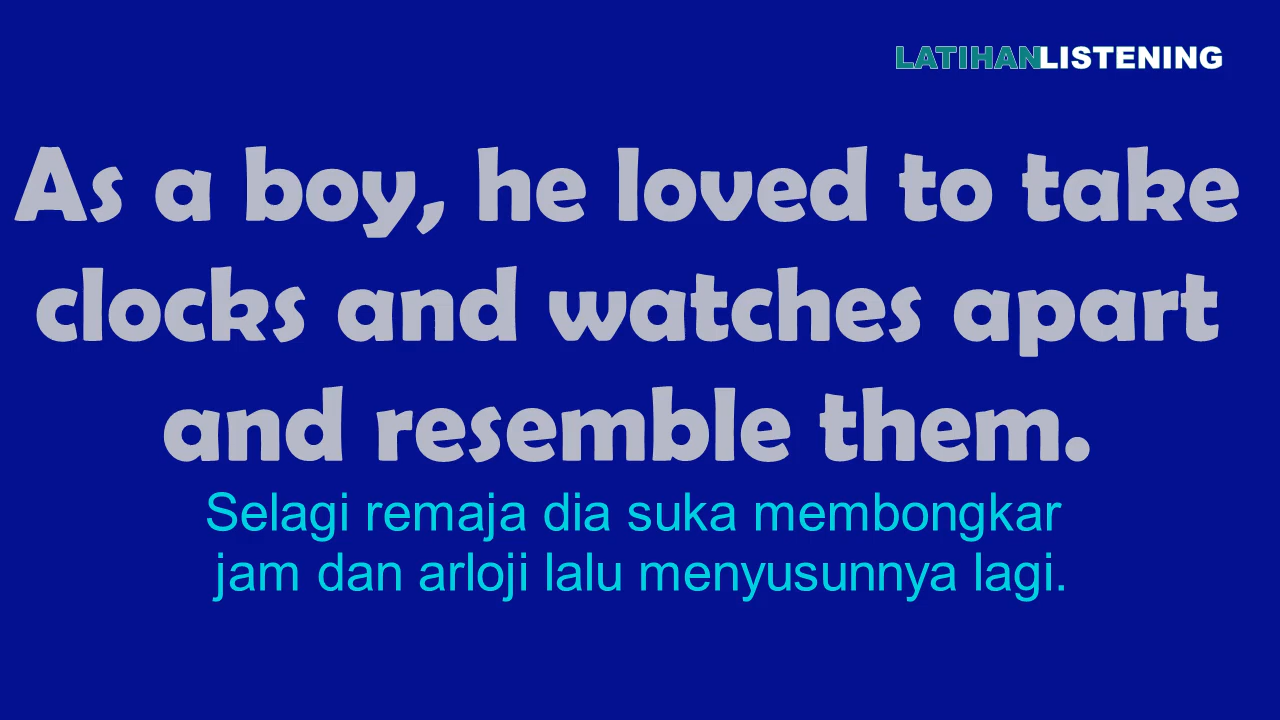 LATIHANLISTENING
As a boy, he loved to take
clocks and watches apart
and resemble them.
Selagi remaja dia suka membongkar
jam dan arloji lalu menyusunnya lagi.